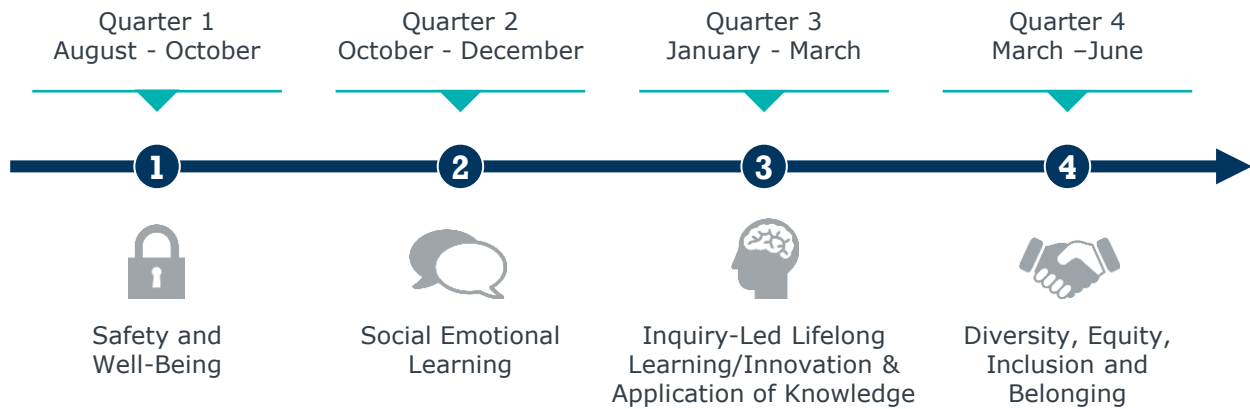 Quarter 1
August - October
Quarter 2
October - December
Quarter 3
January - March
Quarter 4
March –June
1
2
3
4
Safety and
Well-Being
Social Emotional
Learning
Inquiry-Led Lifelong
Learning/Innovation &
Application of Knowledge
Diversity, Equity,
Inclusion and
Belonging